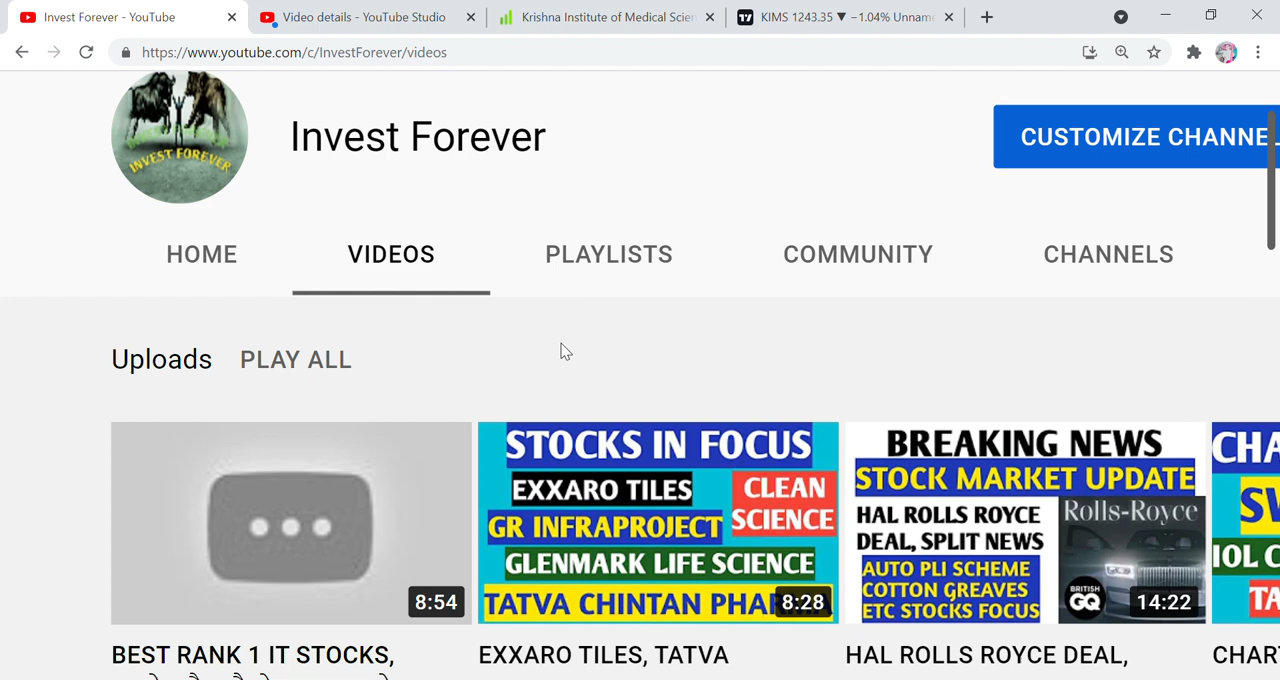 Invest Forever - YouTube
Video details - YouTube Studio
Krishna Institute of Medical Scien
KIMS 1243.35 ▼ −1.04% Unnam
https://www.youtube.com/c/InvestForever/videos
INVEST FOREVER
Invest Forever
CUSTOMIZE CHANNEL
HOME
VIDEOS
PLAYLISTS
COMMUNITY
CHANNELS
Uploads
PLAY ALL
8:54
STOCKS IN FOCUS
EXXARO TILES
CLEAN
SCIENCE
GR INFRAPROJECT
GLENMARK LIFE SCIENCE
TATVA CHINTAN PHAR
8:28
BREAKING NEWS
STOCK MARKET UPDATE
HAL ROLLS ROYCE
DEAL, SPLIT NEWS
AUTO PLI SCHEME
COTTON GREAVES
ETC STOCKS FOCUS
Rolls-Royce
BRITISH
GQ
14:22
CHA
SV
IOL C
TA
BEST RANK 1 IT STOCKS,
EXXARO TILES, TATVA
HAL ROLLS ROYCE DEAL,
CHAR